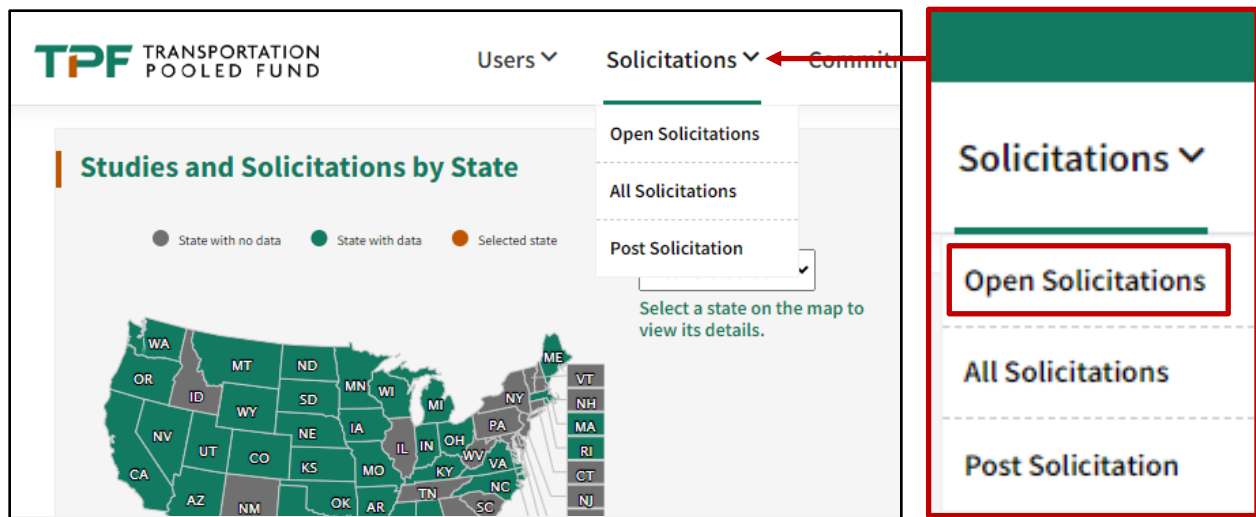 TPF TRANSPORTATION
POOLED FUND
Users
Solicitations
Commitr
Open Solicitations
All Solicitations
Post Solicitation
Studies and Solicitations by State
State with no data
State with data
Selected state
Select a state on the map to
view its details.
WA
MT
ND
ME
OR
ID
SD
MN
WI
MI
NY
VT
WY
NH
NV
NE
IA
PA
MA
UT
CO
IL
IN
OH
RI
CA
KS
MO
KY
WV
VA
CT
AZ
NM
OK
AR
TN
NC
SC
NJ
Solicitations
Open Solicitations
All Solicitations
Post Solicitation